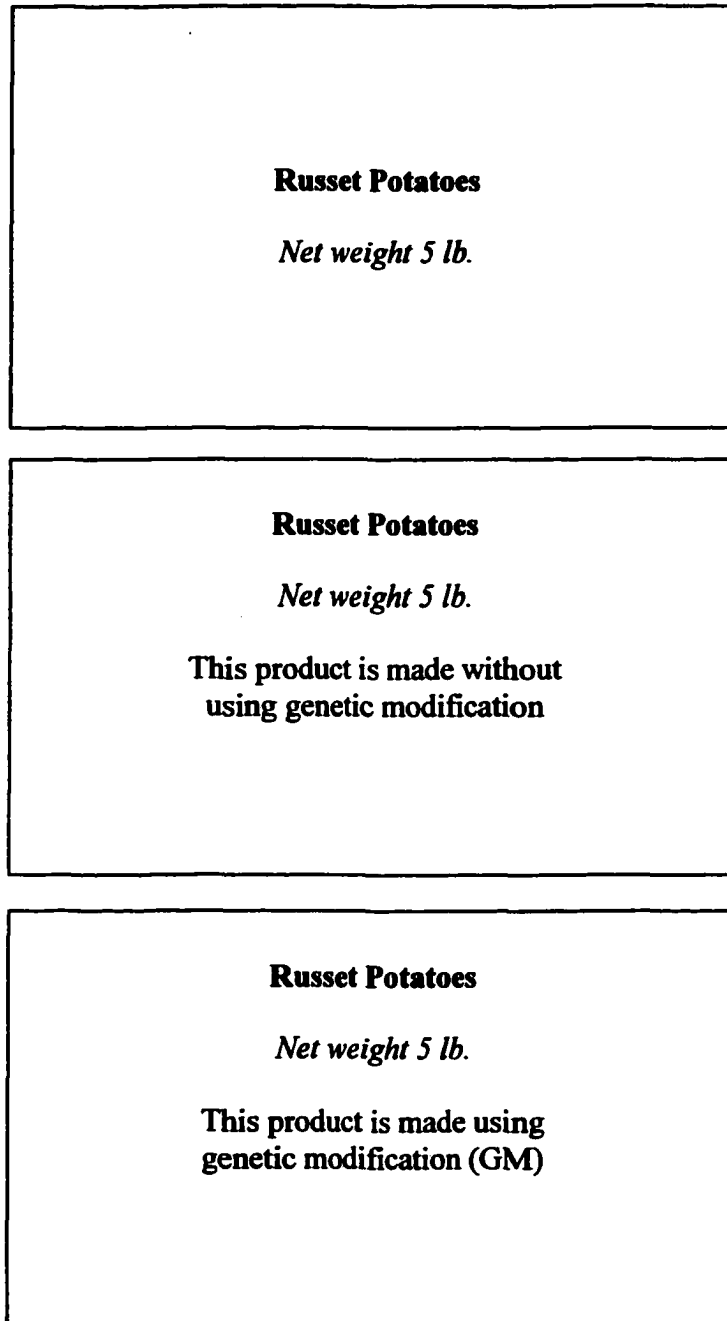 Russet Potatoes
Net weight 5 lb.
Russet Potatoes
Net weight 5 lb.
This product is made without
using genetic modification
Russet Potatoes
Net weight 5 lb.
This product is made using
genetic modification (GM)